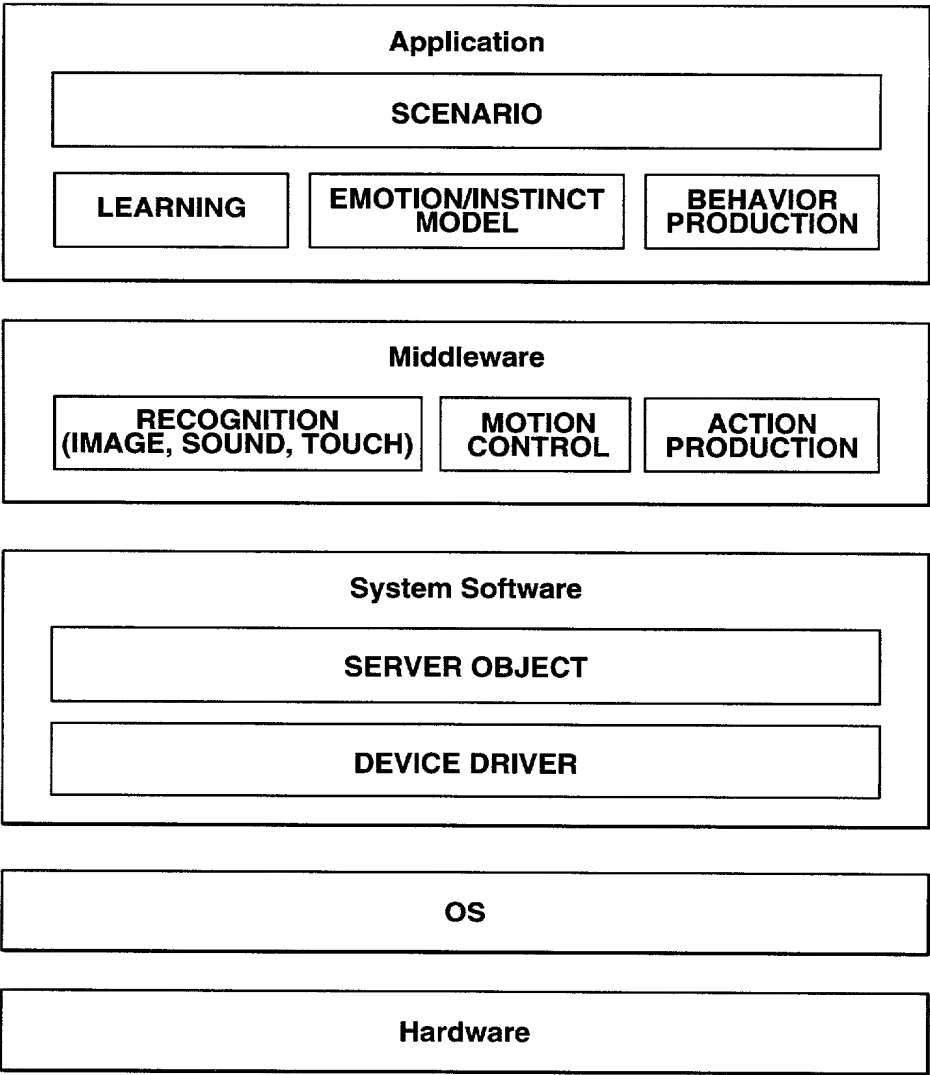 Application
SCENARIO
LEARNING
EMOTION/INSTINCT
MODEL
BEHAVIOR
PRODUCTION
Middleware
RECOGNITION
(IMAGE, SOUND, TOUCH)
MOTION
CONTROL
ACTION
PRODUCTION
System Software
SERVER OBJECT
DEVICE DRIVER
OS
Hardware